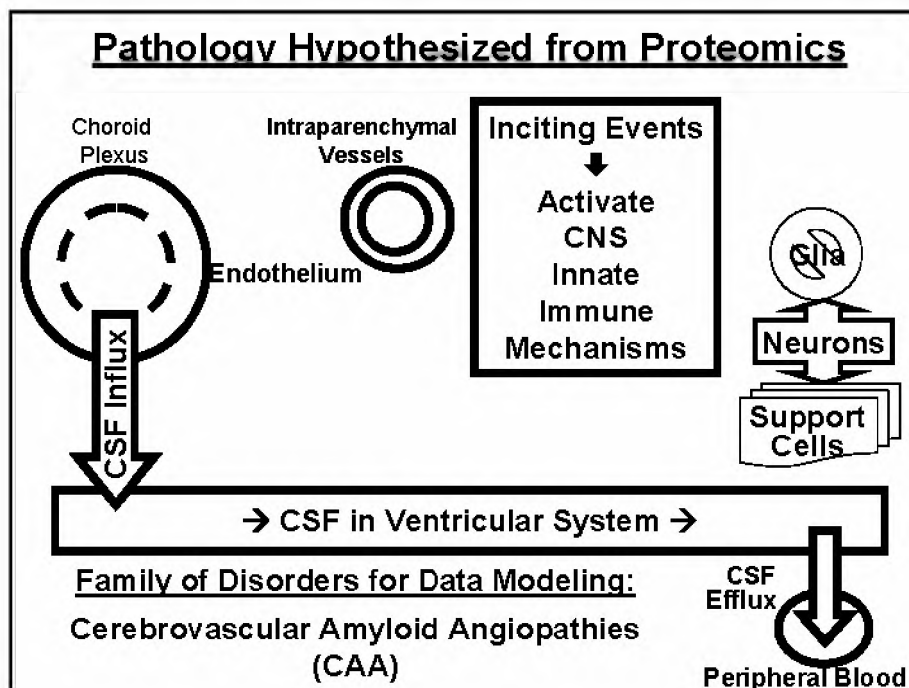 Pathology Hypothesized from Proteomics
Choroid
Plexus
Intraparenchymal
Vessels
Endothelium
CSF Influx
Inciting Events
Activate
CNS
Innate
Immune
Mechanisms
Glia
Neurons
Support
Cells
→ CSF in Ventricular System →
Family of Disorders for Data Modeling:
Cerebrovascular Amyloid Angiopathies
(CAA)
CSF
Efflux
Peripheral Blood